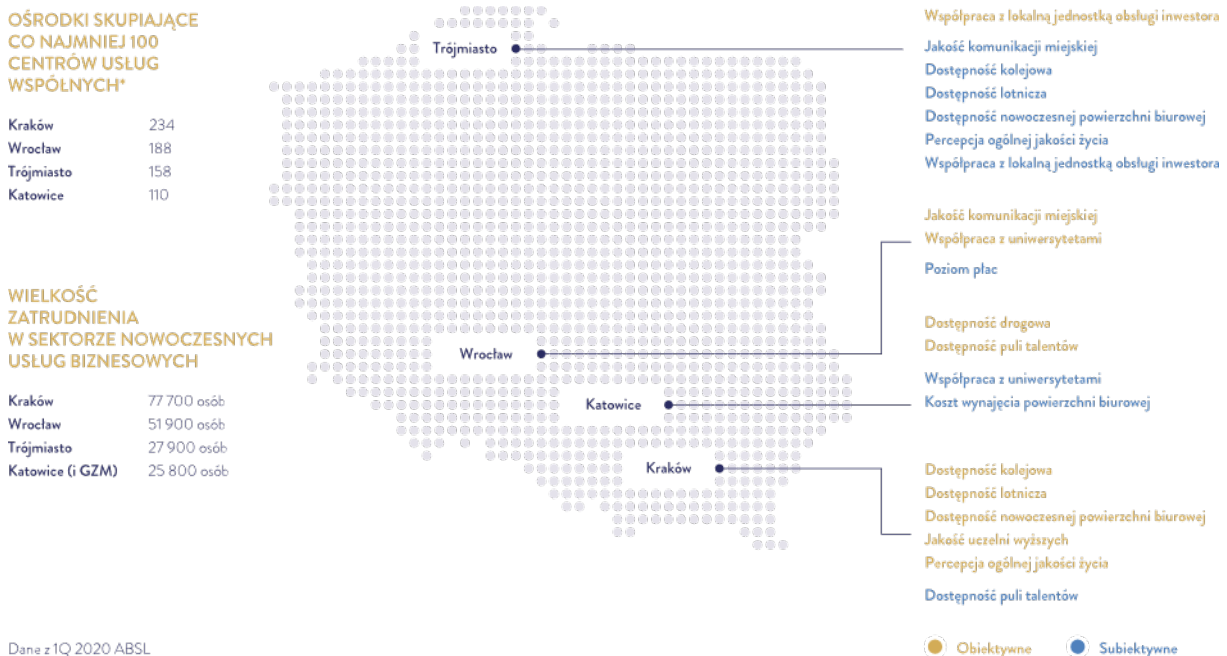 OŚRODKI SKUPIAJĄCE
CO NAJMNIEJ 100
CENTRÓW USŁUG
WSPÓLNYCH*
Kraków 234
Wrocław 188
Trójmiasto 158
Katowice 110
WIELKOŚĆ
ZATRUDNIENIA
W SEKTORZE NOWOCZESNYCH
USŁUG BIZNESOWYCH
Kraków 77 700 osób
Wrocław 51 900 osób
Trójmiasto 27 900 osób
Katowice (i GZM) 25 800 osób
Dane z 1Q 2020 ABSL
Trójmiasto
Wrocław
Katowice
Kraków
Współpraca z lokalną jednostką obsługi inwestora
Jakość komunikacji miejskiej
Dostępność kolejowa
Dostępność lotnicza
Dostępność nowoczesnej powierzchni biurowej
Percepcja ogólnej jakości życia
Współpraca z lokalną jednostką obsługi inwestora
Jakość komunikacji miejskiej
Współpraca z uniwersytetami
Poziom płac
Dostępność drogowa
Dostępność puli talentów
Współpraca z uniwersytetami
Koszt wynajęcia powierzchni biurowej
Dostępność kolejowa
Dostępność lotnicza
Dostępność nowoczesnej powierzchni biurowej
Jakość uczelni wyższych
Percepcja ogólnej jakości życia
Dostępność puli talentów
Obiektywne
Subiektywne